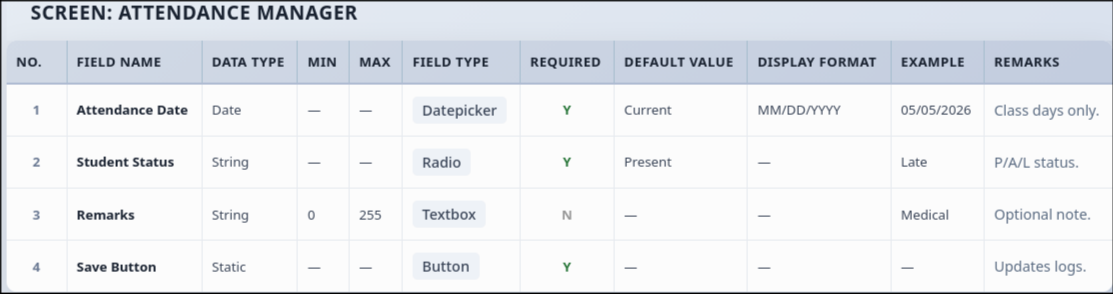 SCREEN: ATTENDANCE MANAGER
NO. FIELD NAME DATA TYPE MIN MAX FIELD TYPE REQUIRED DEFAULT VALUE DISPLAY FORMAT EXAMPLE REMARKS
1 Attendance Date Date — — Datepicker Y Current MM/DD/YYYY 05/05/2026 Class days only.
2 Student Status String — — Radio Y Present — Late P/A/L status.
3 Remarks String 0 255 Textbox N — — Medical Optional note.
4 Save Button Static — — Button Y — — — Updates logs.